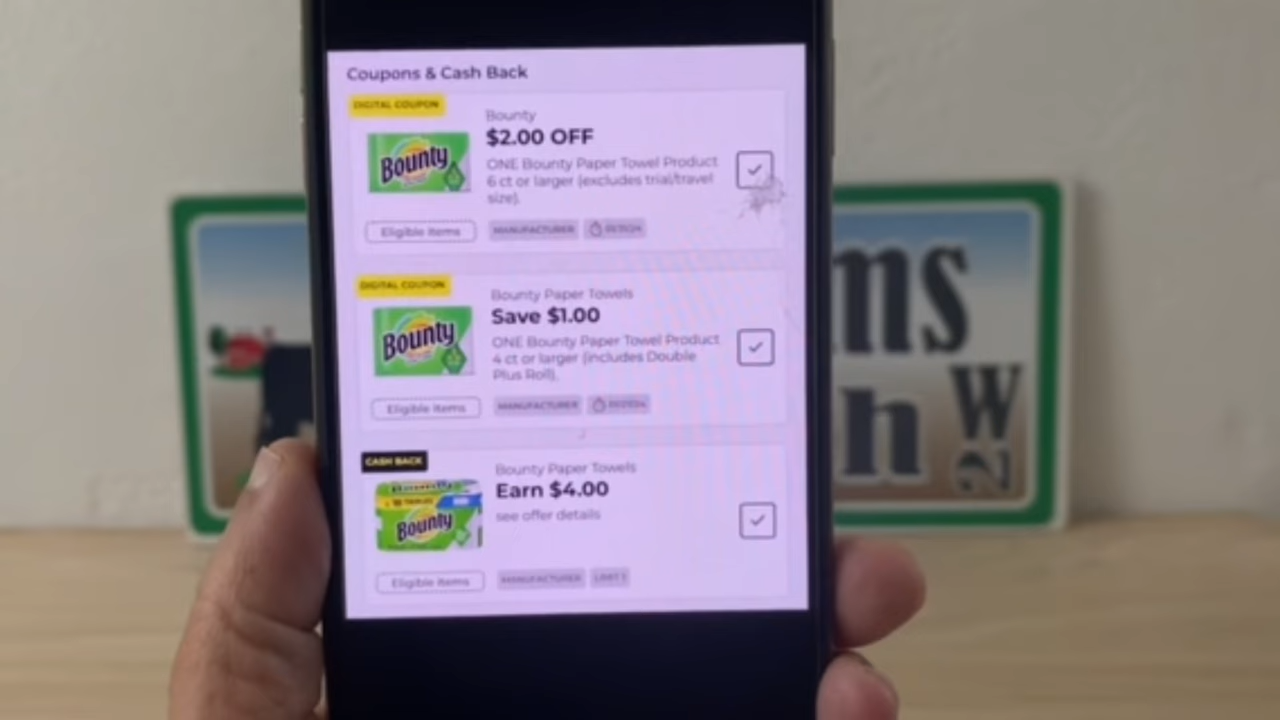 Coupons & Cash Back
DIGITAL COUPON
Bounty
$2.00 OFF
ONE Bounty Paper Towel Product
6 ct or larger (excludes trial/travel
size).
Bounty
Eligible Items
MANUFACTURER
DIGITAL COUPON
Bounty Paper Towels
Save $1.00
ONE Bounty Paper Towel Product
4 ct or larger (includes Double
Plus Roll).
Bounty
Eligible Items
MANUFACTURER
CASH BACK
Bounty Paper Towels
Earn $4.00
see offer details
Bounty
Eligible Items
MANUFACTURER
ms
h
W